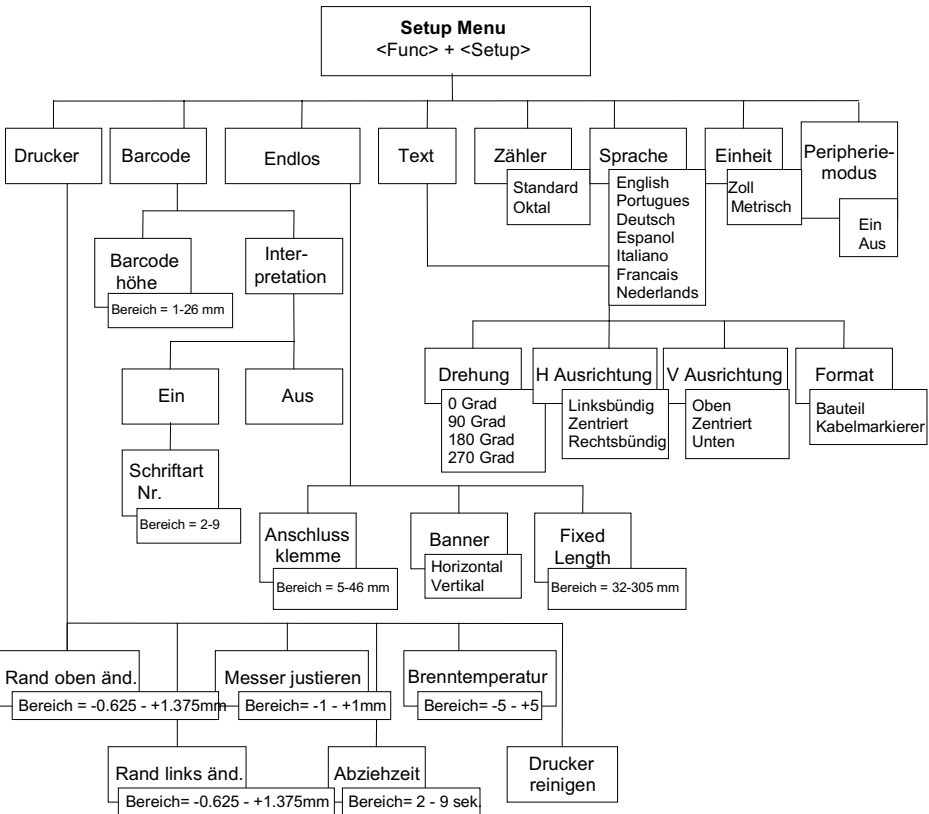 Setup Menu
<Func> + <Setup>
Drucker
Barcode
Endlos
Text
Zähler
Standard
Oktal
Sprache
English
Portugues
Deutsch
Espanol
Italiano
Francais
Nederlands
Einheit
Zoll
Metrisch
Peripherie-
modus
Ein
Aus
Barcode
höhe
Bereich = 1-26 mm
Inter-
pretation
Ein
Aus
Schriftart
Nr.
Bereich = 2-9
Drehung
0 Grad
90 Grad
180 Grad
270 Grad
H Ausrichtung
Linksbündig
Zentriert
Rechtsbündig
V Ausrichtung
Oben
Zentriert
Unten
Format
Bauteil
Kabelmarkierer
Anschluss
klemme
Bereich = 5-46 mm
Banner
Horizontal
Vertikal
Fixed
Length
Bereich = 32-305 mm
Rand oben änd.
Bereich = -0.625 - +1.375mm
Messer justieren
Bereich= -1 - +1mm
Brenntemperatur
Bereich= -5 - +5
Rand links änd.
Bereich= -0.625 - +1.375mm
Abziehzeit
Bereich= 2 - 9 sek.
Drucker
reinigen